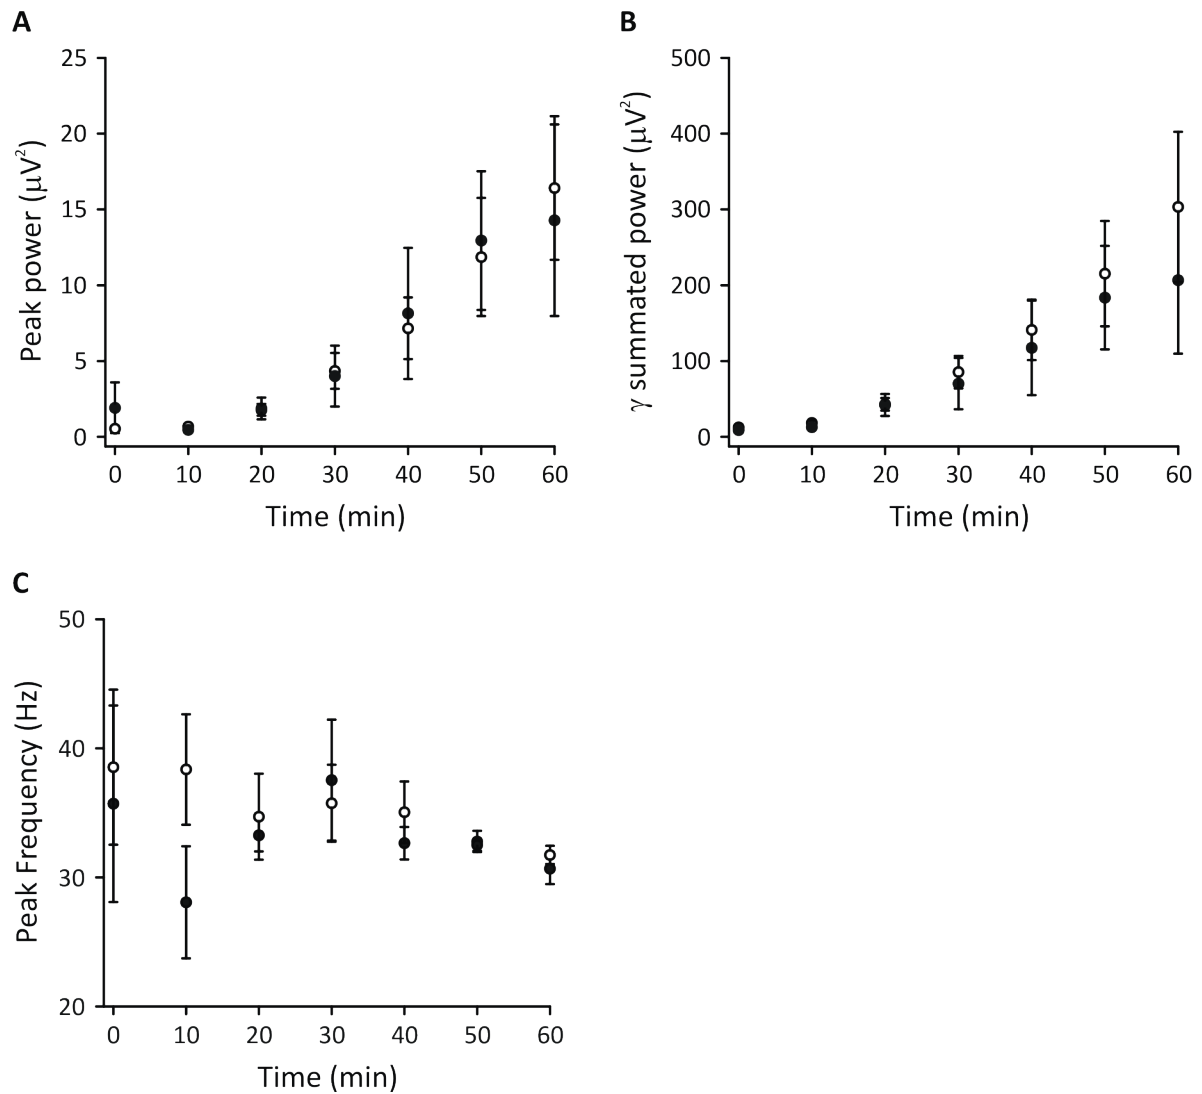 A
25
20
15
10
5
0
Peak power (μV²)
0 10 20 30 40 50 60
Time (min)
B
500
400
300
200
100
0
γ summated power (μV²)
0 10 20 30 40 50 60
Time (min)
C
50
40
30
20
Peak Frequency (Hz)
0 10 20 30 40 50 60
Time (min)